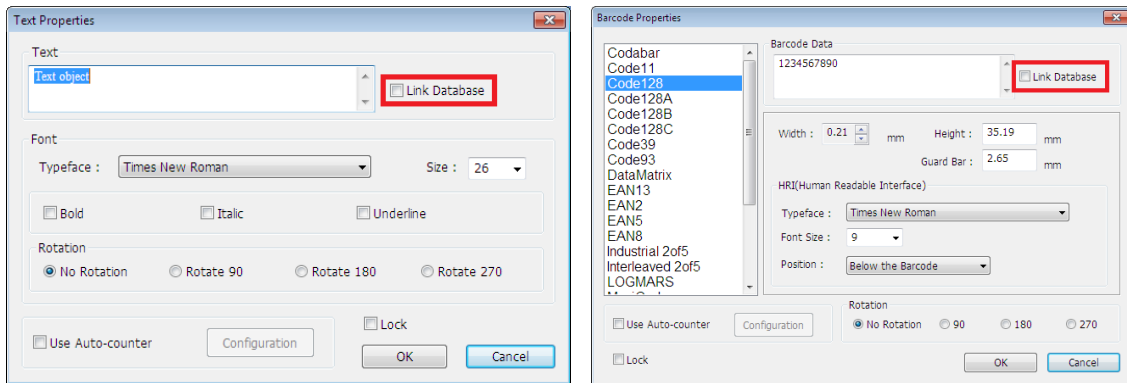 Text Properties
Text
Text object
Link Database
Font
Typeface :
Times New Roman
Size :
26
Bold
Italic
Underline
Rotation
No Rotation
Rotate 90
Rotate 180
Rotate 270
Use Auto-counter
Configuration
Lock
OK
Cancel
Barcode Properties
Codabar
Code11
Code128
Code128A
Code128B
Code128C
Code39
Code93
DataMatrix
EAN13
EAN2
EAN5
EAN8
Industrial 2of5
Interleaved 2of5
LOGMARS
Barcode Data
1234567890
Link Database
Width :
0.21
mm
Height :
35.19
mm
Guard Bar :
2.65
mm
HRI(Human Readable Interface)
Typeface :
Times New Roman
Font Size :
9
Position :
Below the Barcode
Use Auto-counter
Configuration
Rotation
No Rotation
90
180
270
Lock
OK
Cancel